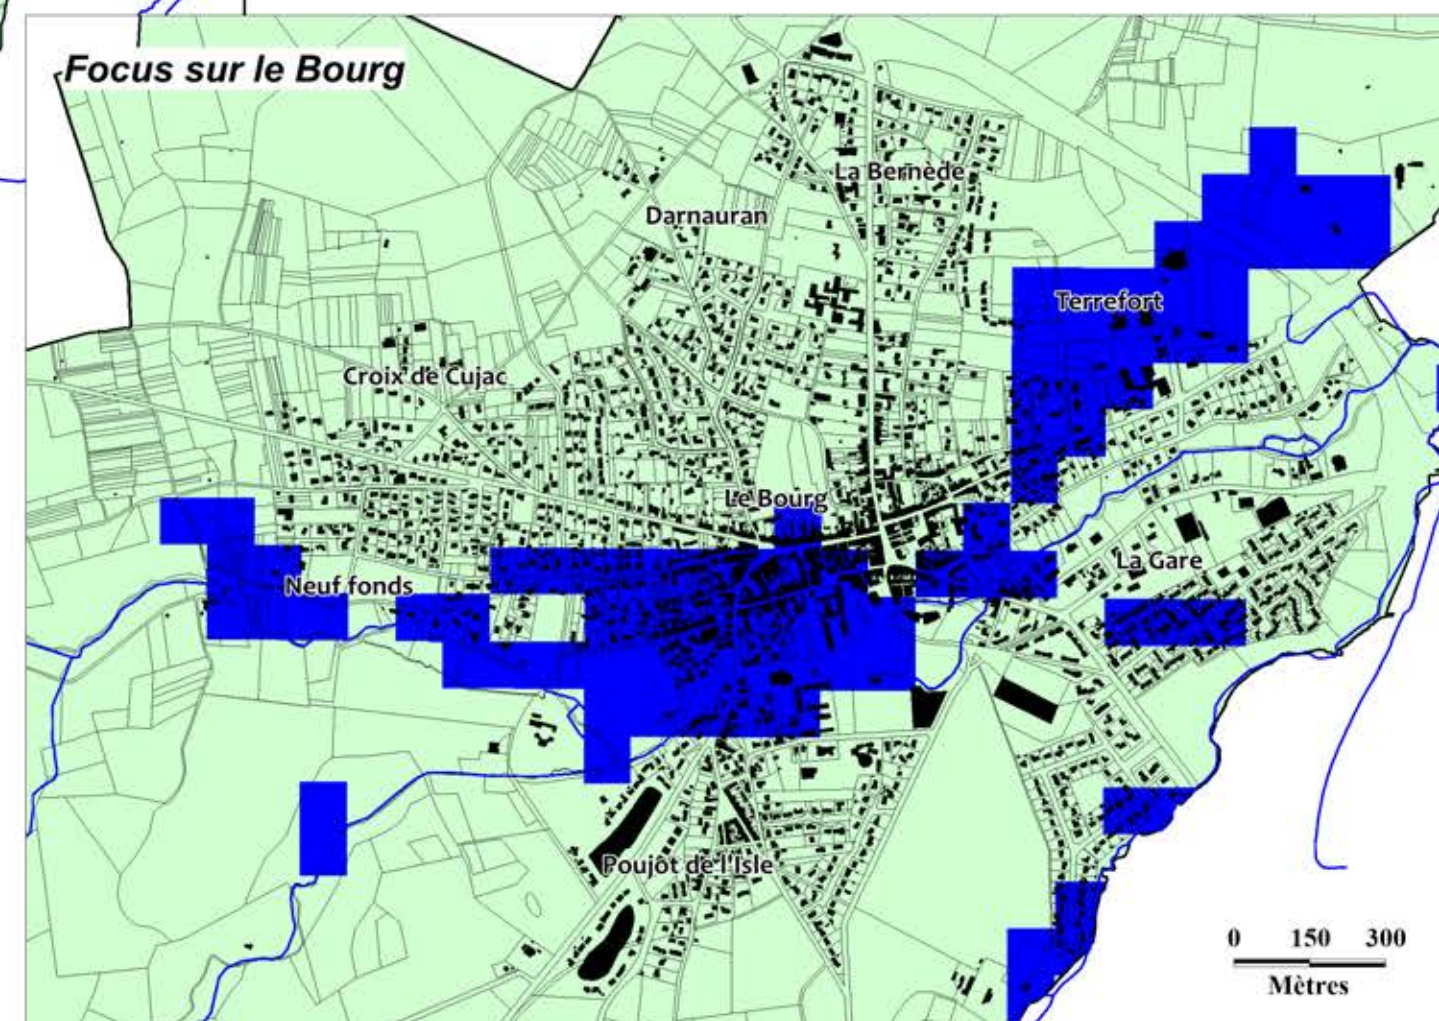 Focus sur le Bourg
La Bernède
Darnauran
Terrefort
Croix de Cujac
Le Bourg
La Gare
Neuf fonds
Poujot de l'Isle
0 150 300
Mètres